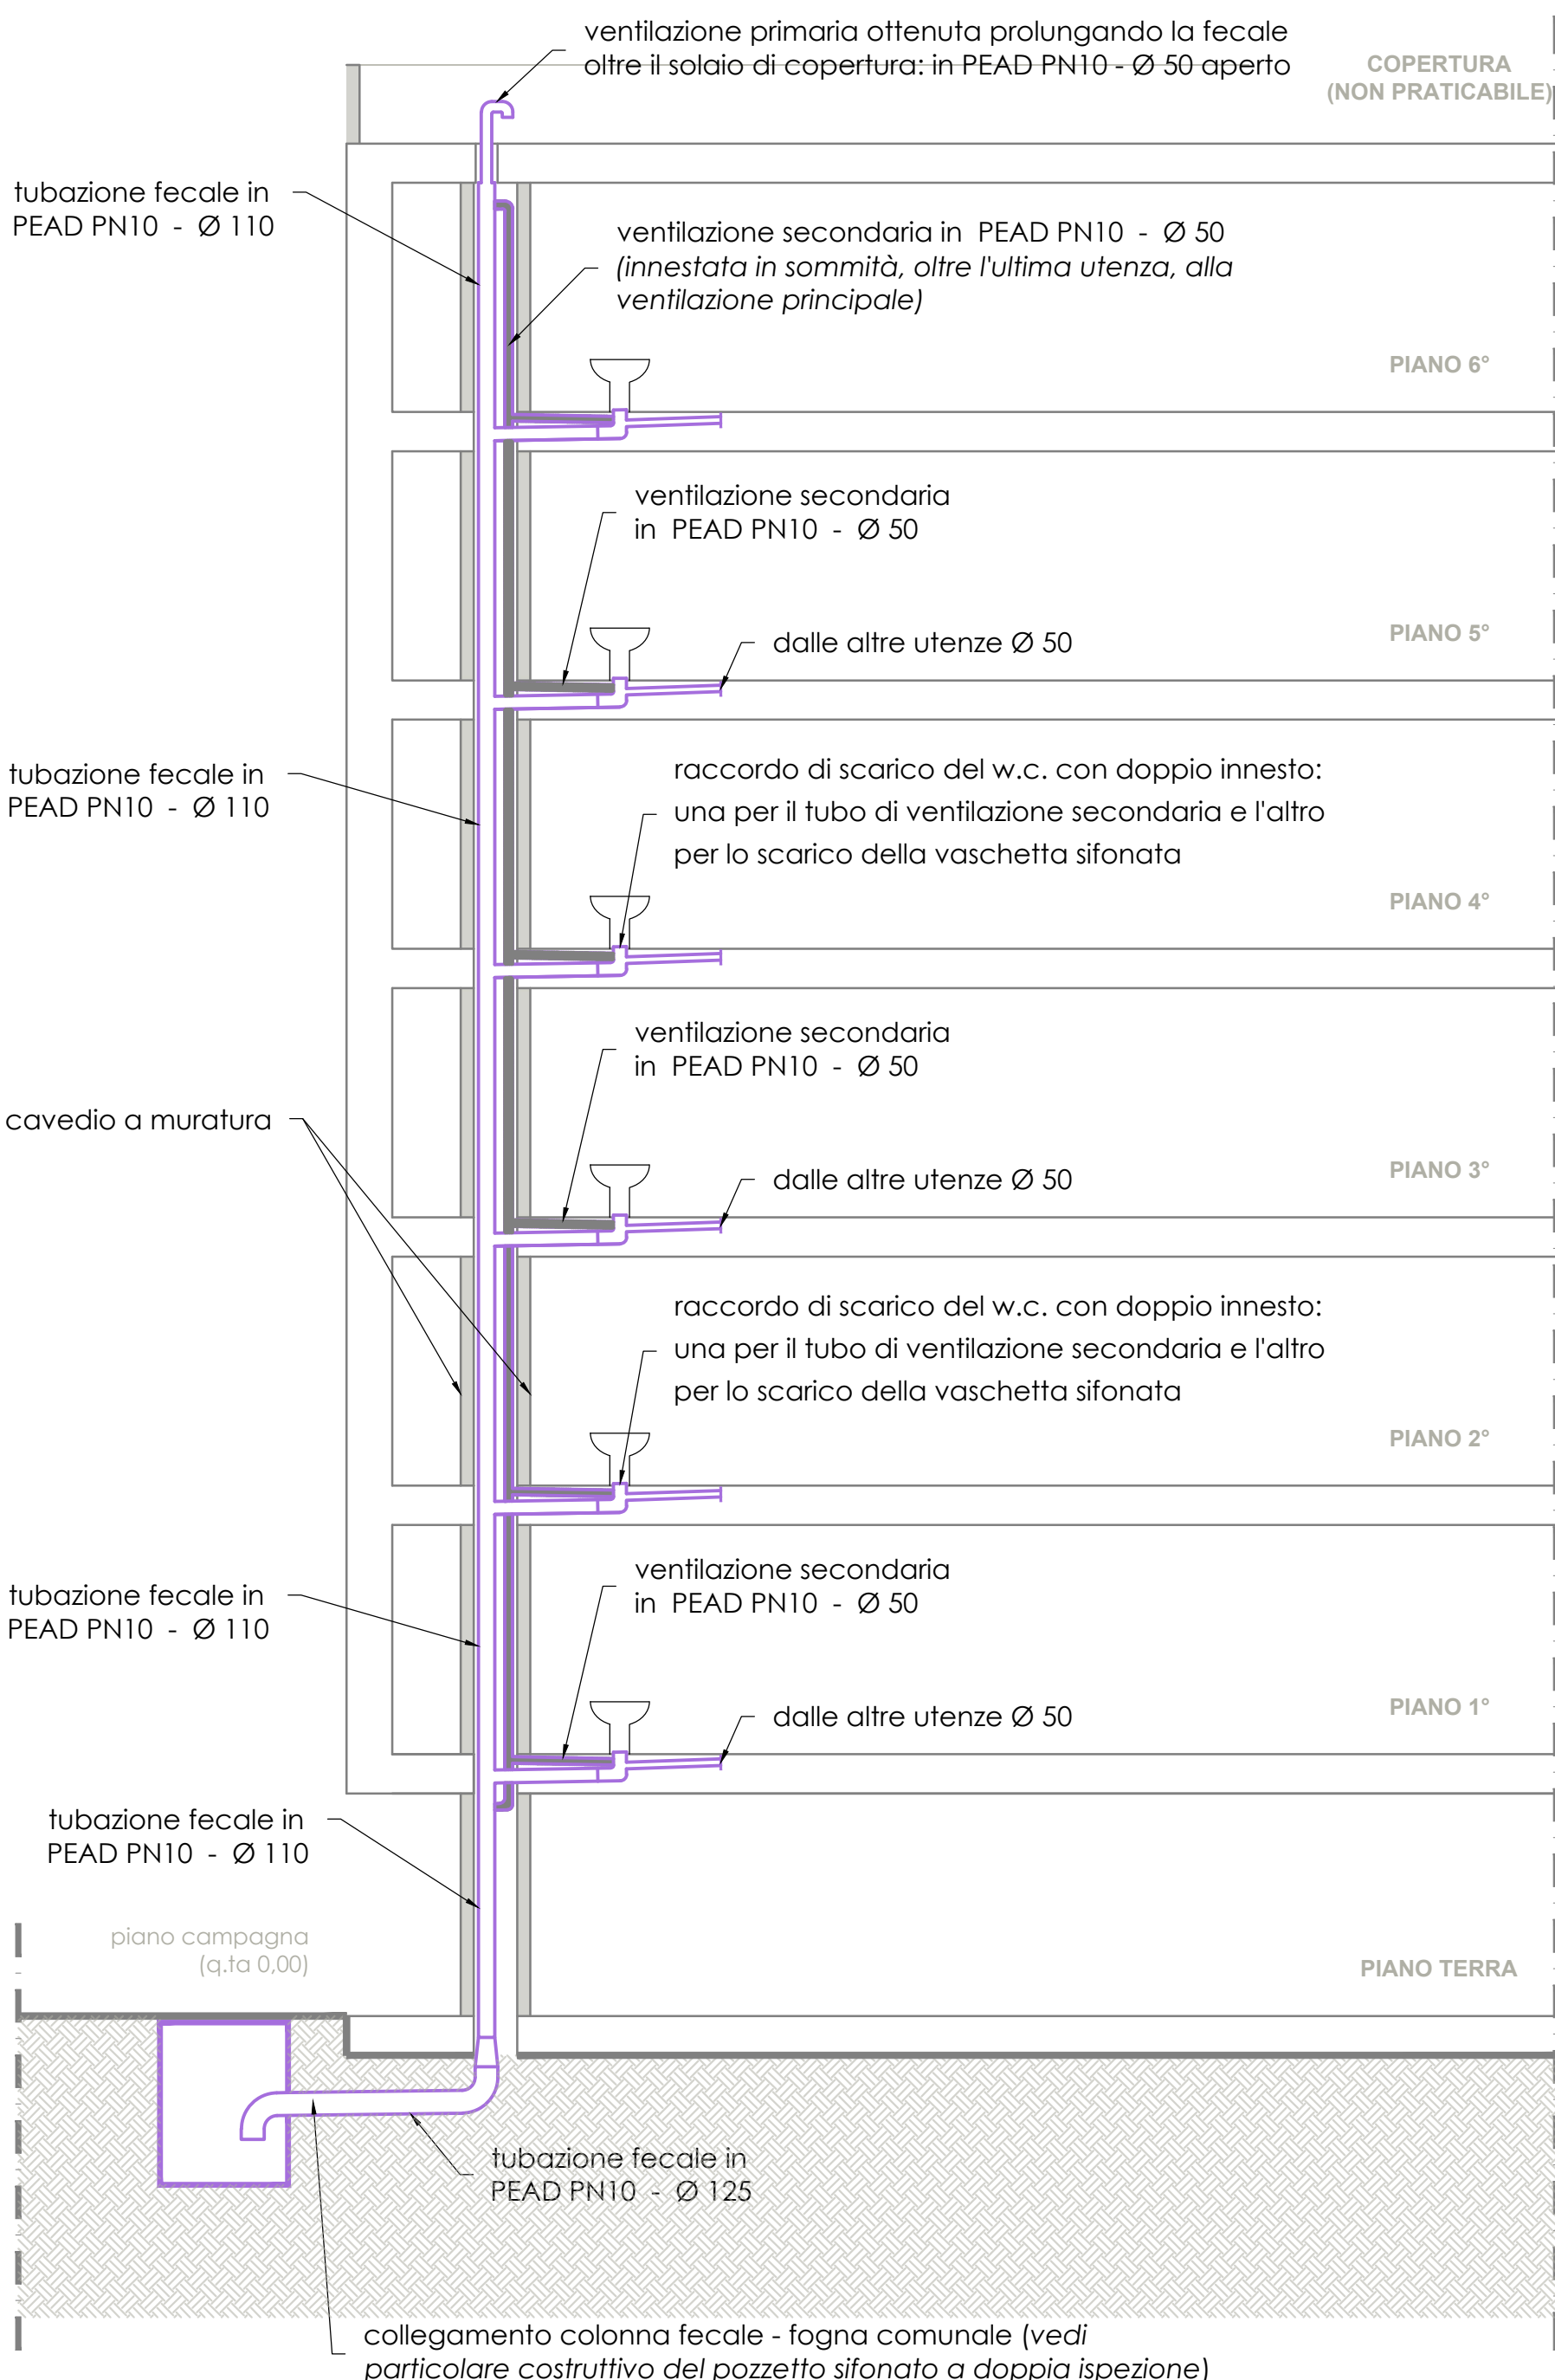 ventilazione primaria ottenuta prolungando la fecale
oltre il solaio di copertura: in PEAD PN10 - Ø 50 aperto
COPERTURA
(NON PRATICABILE)
tubazione fecale in
PEAD PN10 - Ø 110
ventilazione secondaria in PEAD PN10 - Ø 50
(innestata in sommità, oltre l'ultima utenza, alla
ventilazione principale)
PIANO 6°
ventilazione secondaria
in PEAD PN10 - Ø 50
dalle altre utenze Ø 50
PIANO 5°
tubazione fecale in
PEAD PN10 - Ø 110
raccordo di scarico del w.c. con doppio innesto:
una per il tubo di ventilazione secondaria e l'altro
per lo scarico della vaschetta sifonata
PIANO 4°
ventilazione secondaria
in PEAD PN10 - Ø 50
cavedio a muratura
dalle altre utenze Ø 50
PIANO 3°
raccordo di scarico del w.c. con doppio innesto:
una per il tubo di ventilazione secondaria e l'altro
per lo scarico della vaschetta sifonata
PIANO 2°
ventilazione secondaria
in PEAD PN10 - Ø 50
tubazione fecale in
PEAD PN10 - Ø 110
dalle altre utenze Ø 50
PIANO 1°
tubazione fecale in
PEAD PN10 - Ø 110
piano campagna
(q.ta 0,00)
PIANO TERRA
tubazione fecale in
PEAD PN10 - Ø 125
collegamento colonna fecale - fogna comunale (vedi
particolare costruttivo del pozzetto sifonato a doppia ispezione)